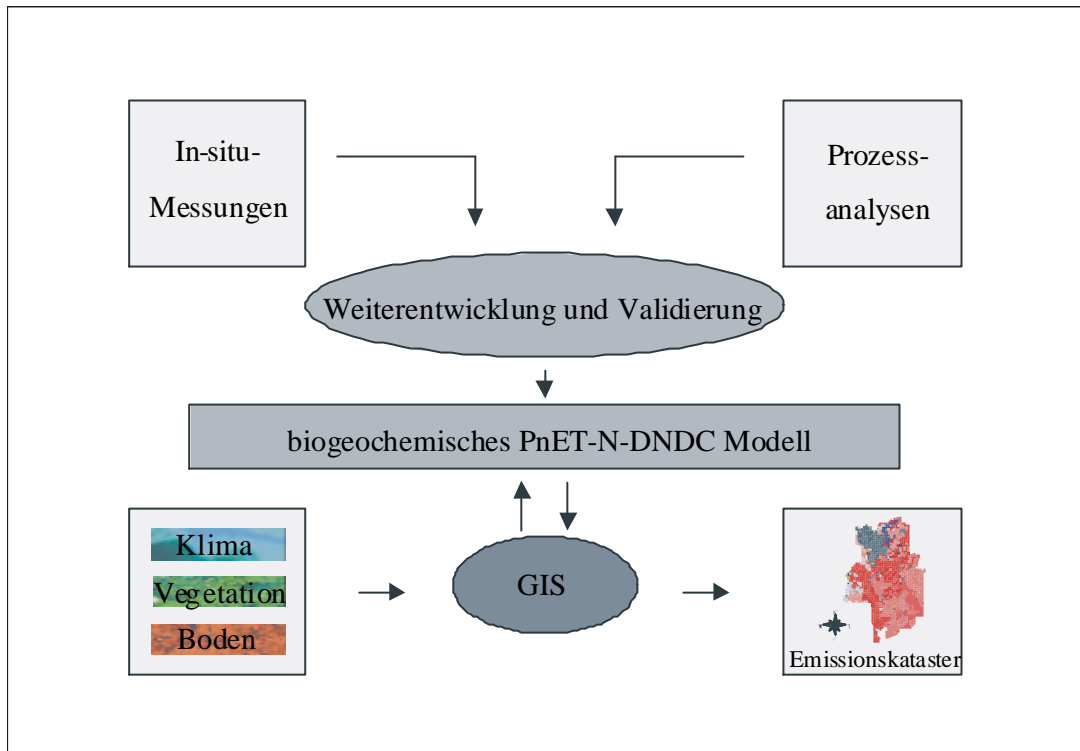 In-situ-
Messungen
Prozess-
analysen
Weiterentwicklung und Validierung
biogeochemisches PnET-N-DNDC Modell
Klima
Vegetation
Boden
GIS
Emissionskataster